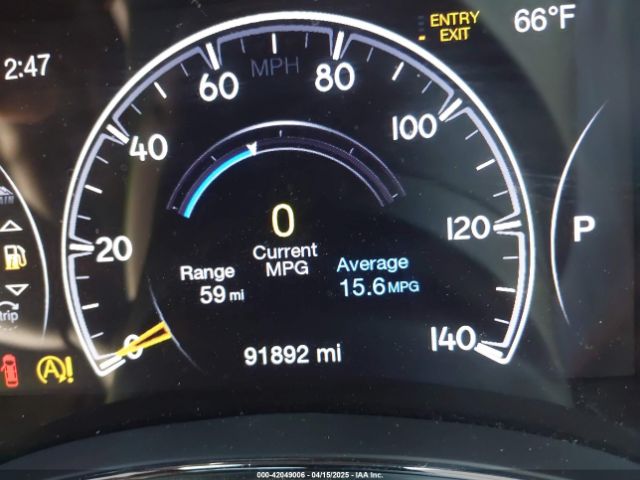 ENTRY
EXIT
66°F
2:47
MPH
0
20
40
60
80
100
120
140
0
Current
MPG
Range
59 mi
Average
15.6 MPG
P
trip
91892 mi
000-42049006 - 04/15/2025 - IAA Inc.